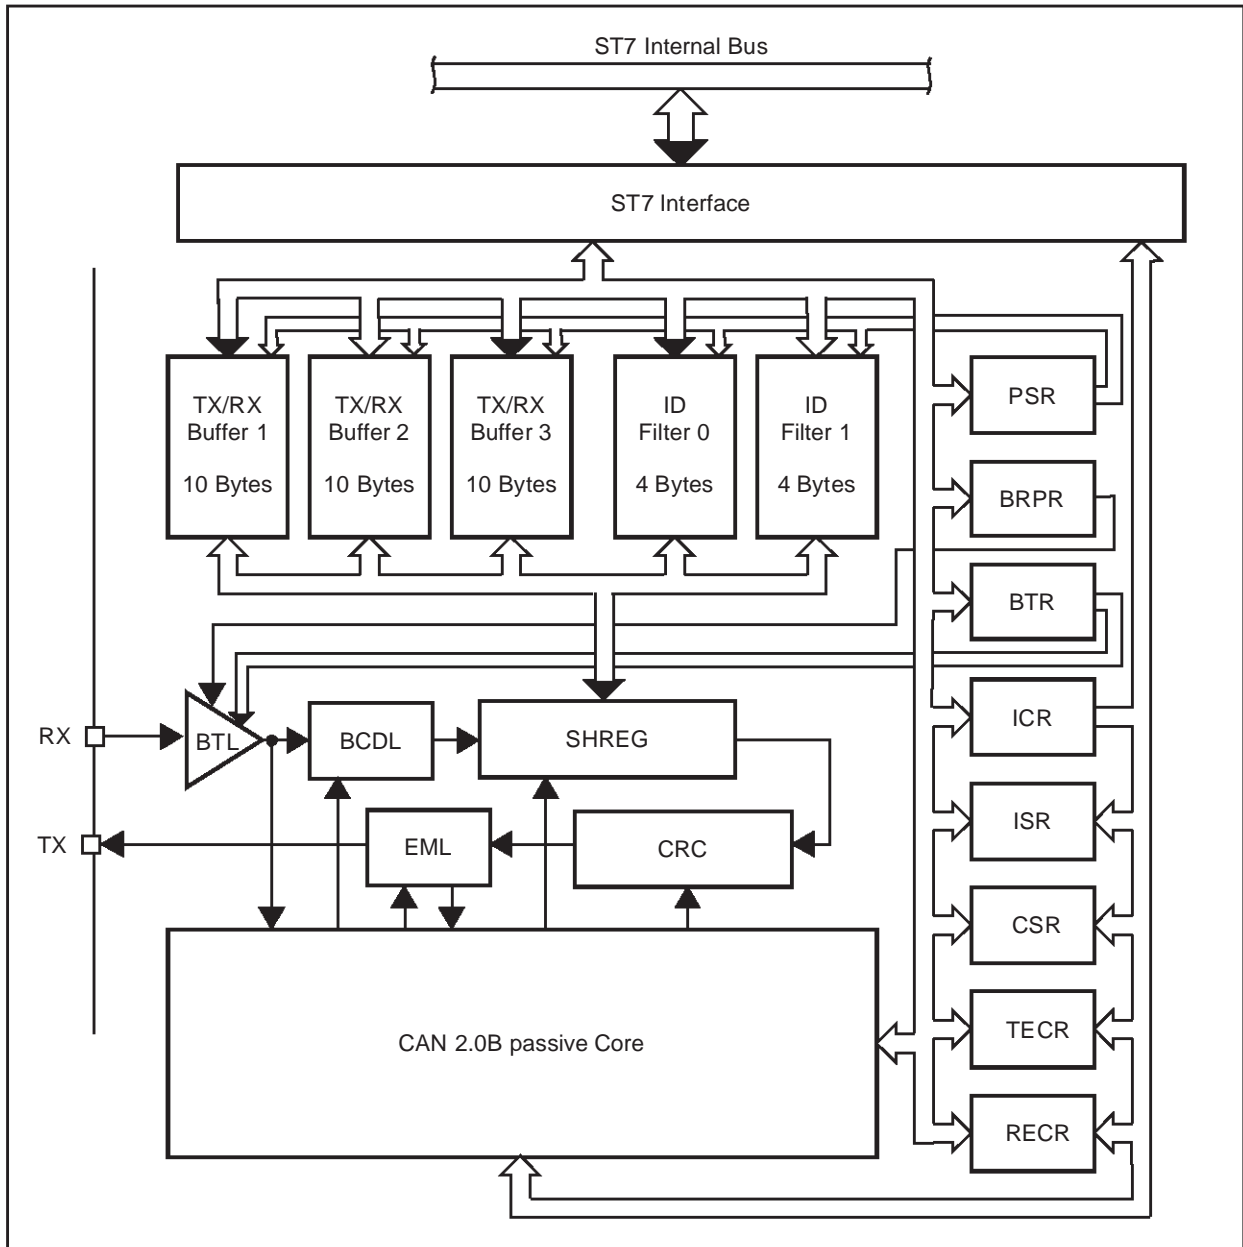 ST7 Internal Bus
ST7 Interface
TX/RX
Buffer 1
10 Bytes
TX/RX
Buffer 2
10 Bytes
TX/RX
Buffer 3
10 Bytes
ID
Filter 0
4 Bytes
ID
Filter 1
4 Bytes
PSR
BRPR
BTR
ICR
ISR
CSR
TECR
RECR
RX
BTL
BCDL
SHREG
TX
EML
CRC
CAN 2.0B passive Core